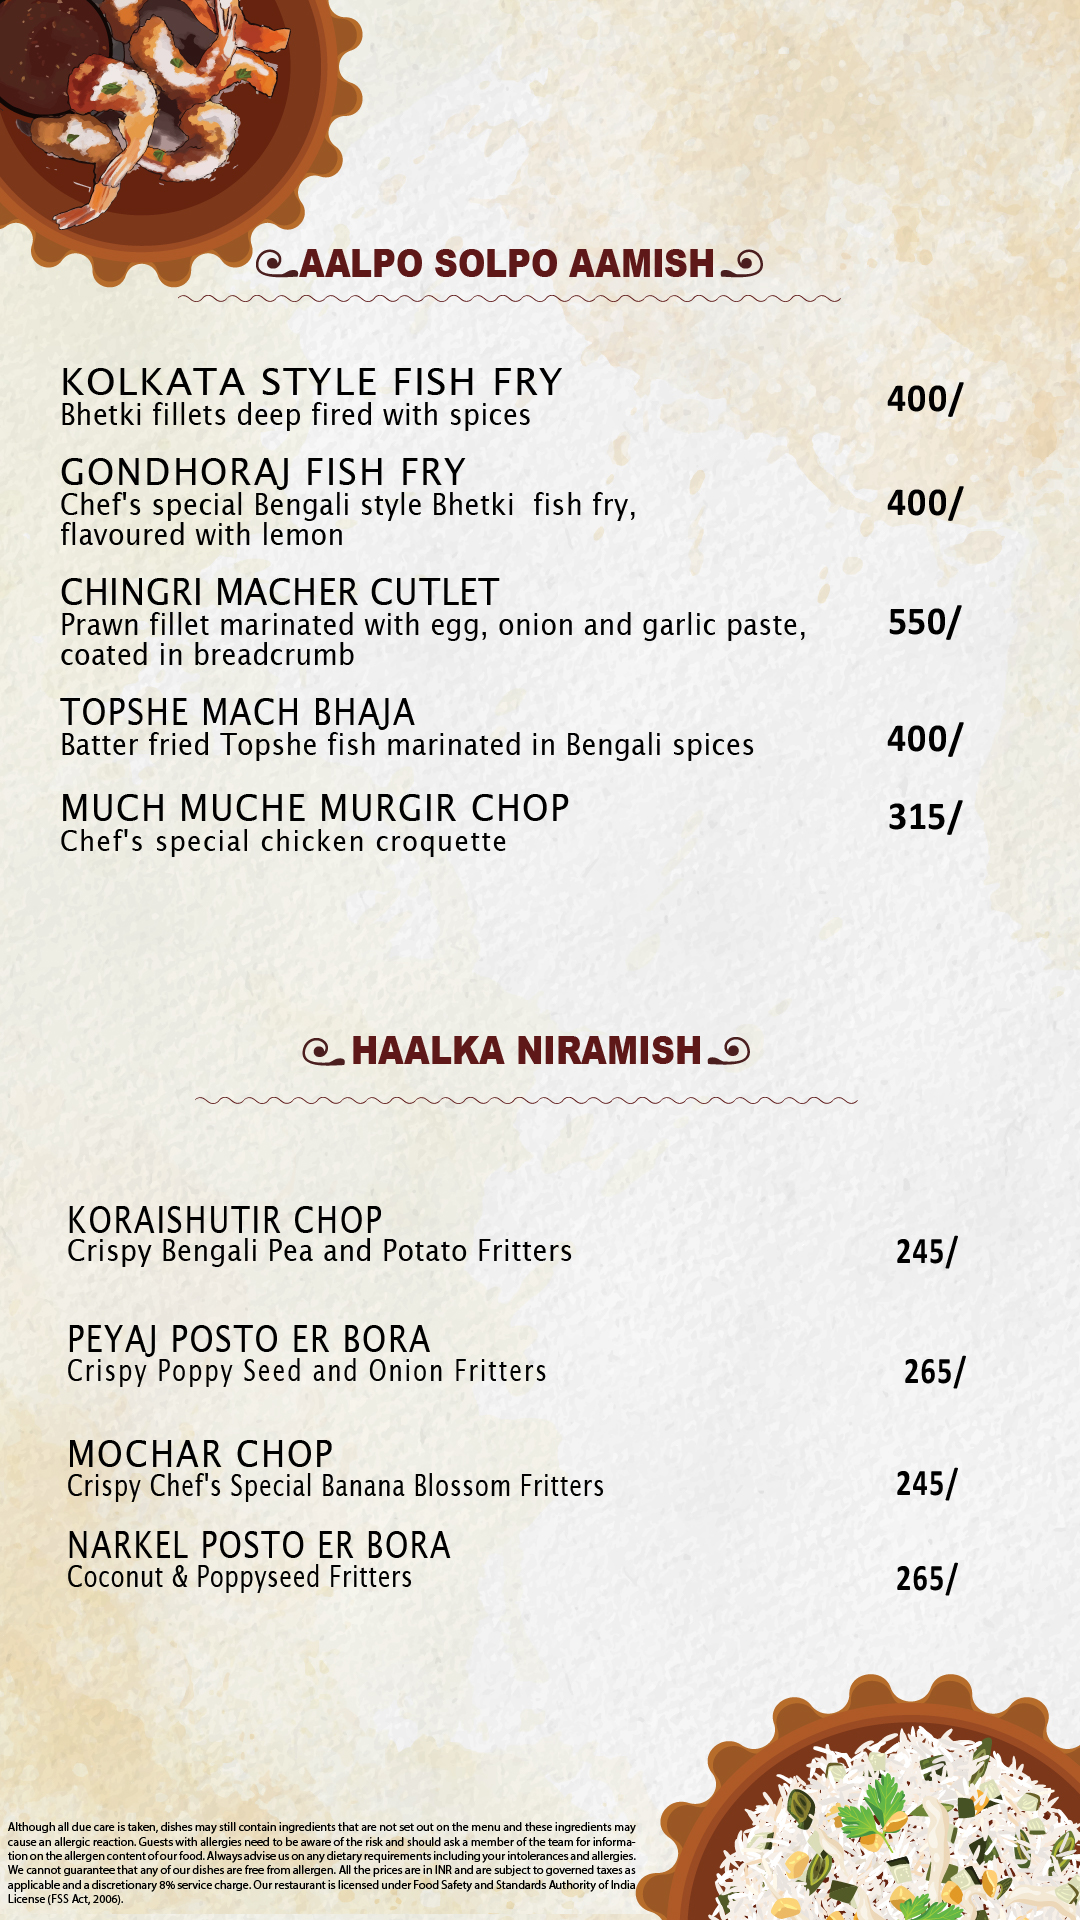 AALPO SOLPO AAMISH
KOLKATA STYLE FISH FRY
Bhetki fillets deep fired with spices
400/
GONDHORAJ FISH FRY
Chef's special Bengali style Bhetki fish fry,
flavoured with lemon
400/
CHINGRI MACHER CUTLET
Prawn fillet marinated with egg, onion and garlic paste,
coated in breadcrumb
550/
TOPSHE MACH BHAJA
Batter fried Topshe fish marinated in Bengali spices
400/
MUCH MUCHE MURGIR CHOP
Chef's special chicken croquette
315/
HAALKA NIRAMISH
KORAISHUTIR CHOP
Crispy Bengali Pea and Potato Fritters
245/
PEYAJ POSTO ER BORA
Crispy Poppy Seed and Onion Fritters
265/
MOCHAR CHOP
Crispy Chef's Special Banana Blossom Fritters
245/
NARKEL POSTO ER BORA
Coconut & Poppyseed Fritters
265/
Although all due care is taken, dishes may still contain ingredients that are not set out on the menu and these ingredients may
cause an allergic reaction. Guests with allergies need to be aware of the risk and should ask a member of the team for informa-
tion on the allergen content of our food. Always advise us on any dietary requirements including your intolerances and allergies.
We cannot guarantee that any of our dishes are free from allergen. All the prices are in INR and are subject to governed taxes as
applicable and a discretionary 8% service charge. Our restaurant is licensed under Food Safety and Standards Authority of India
License (FSS Act, 2006).